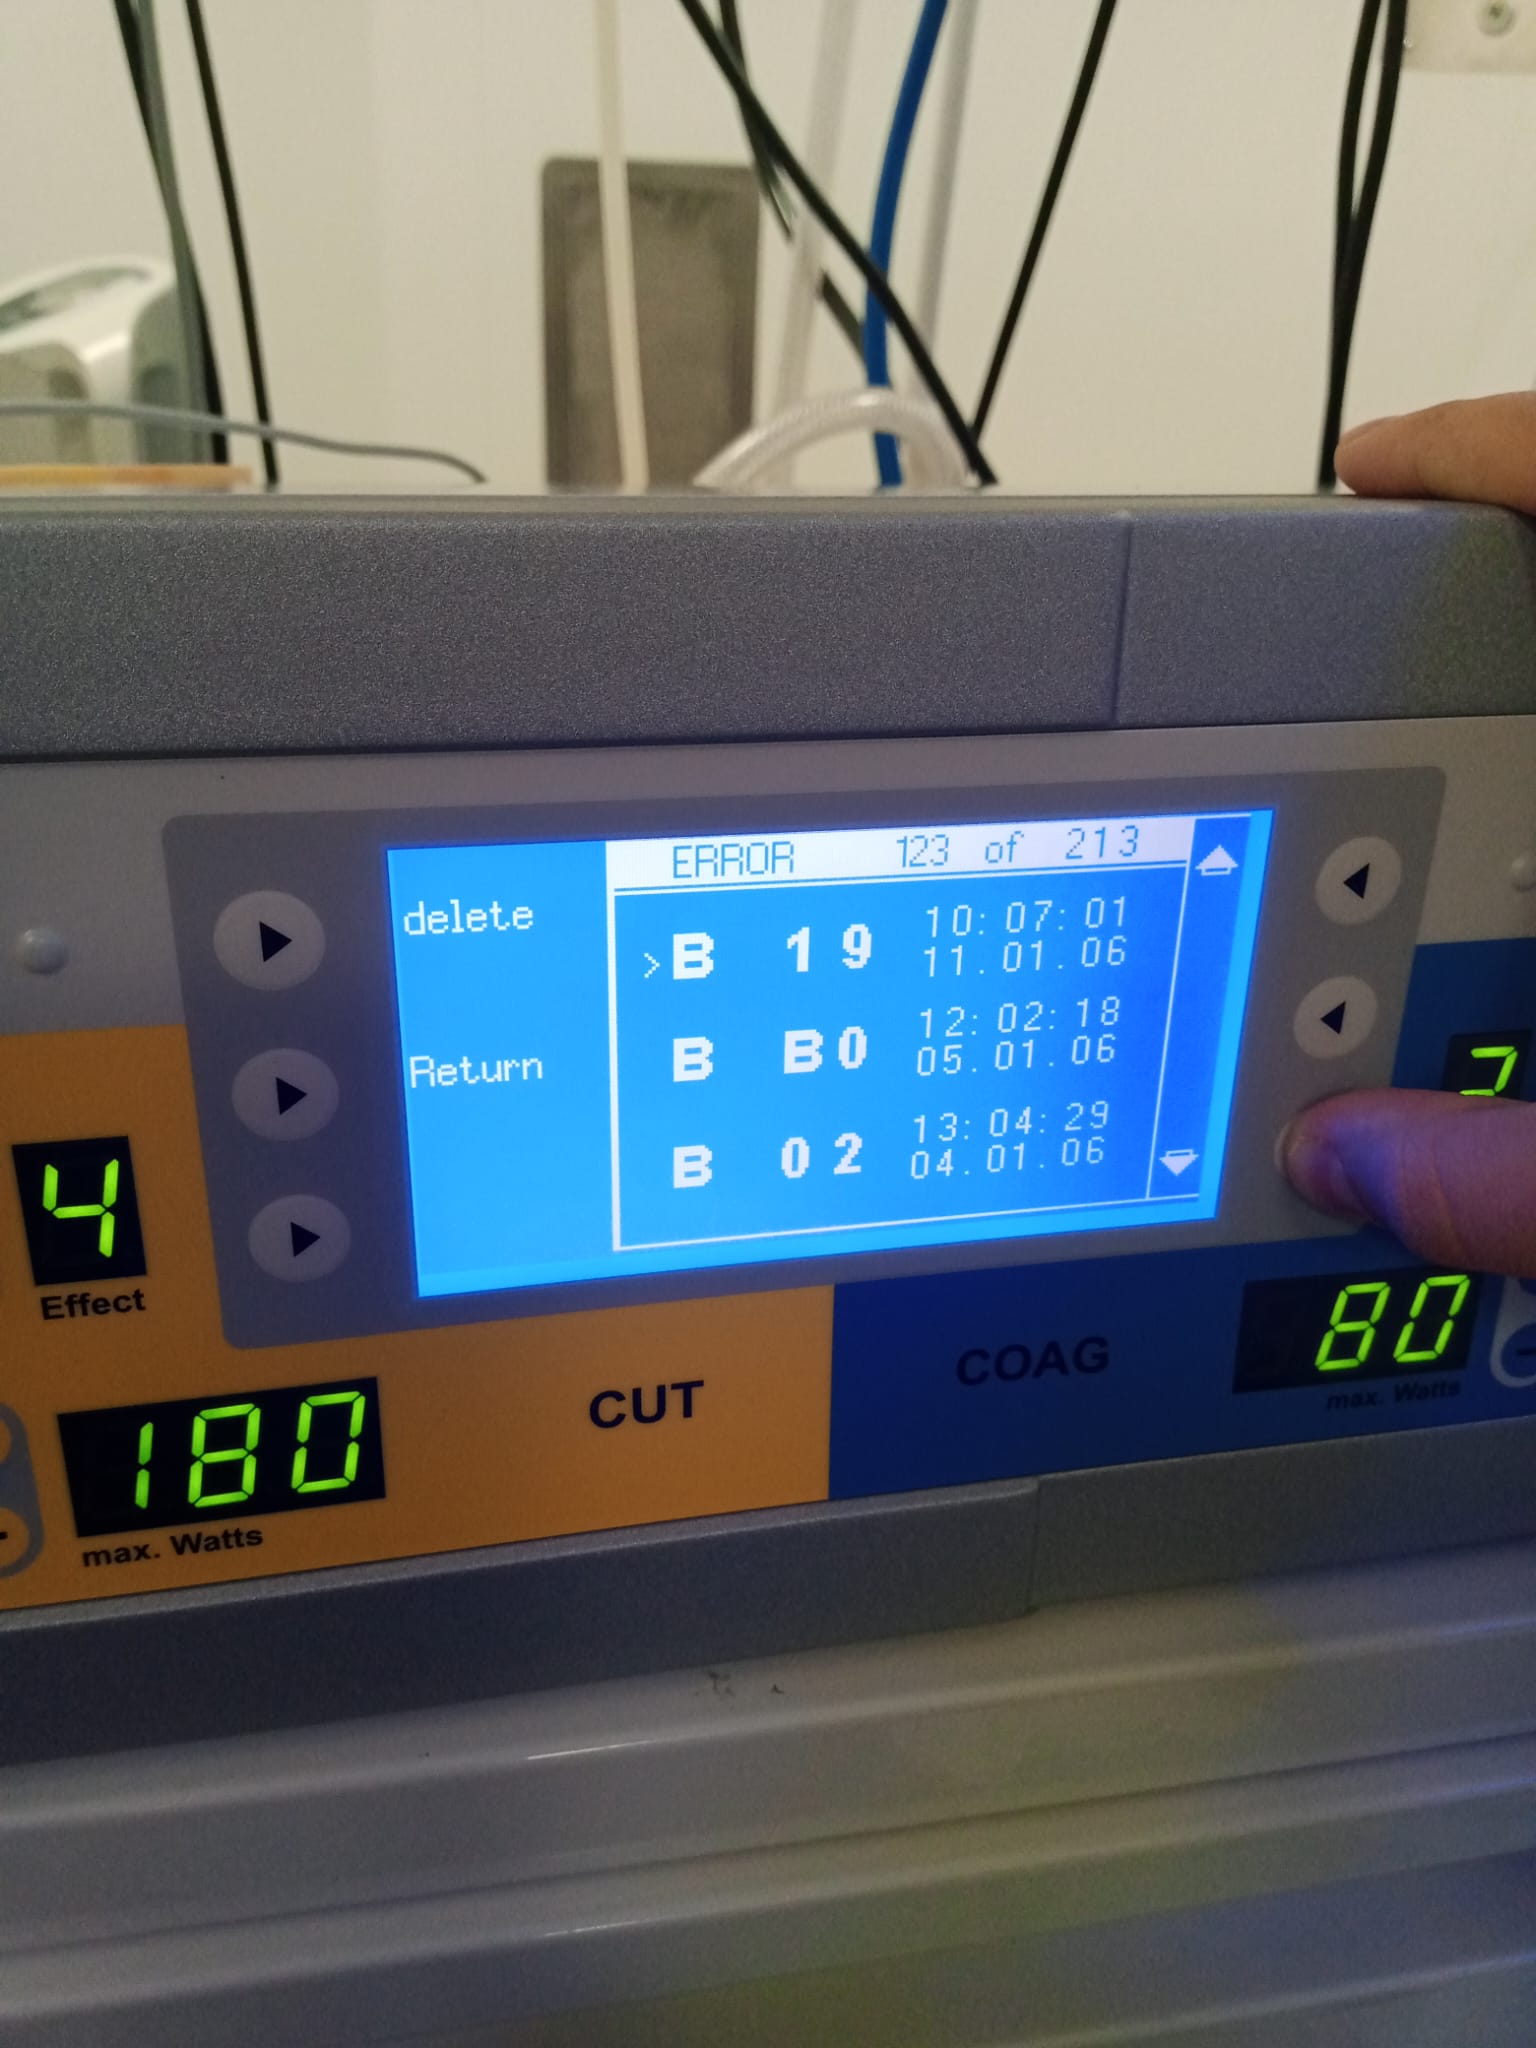 ERROR 123 of 213
delete
>B 19 10:07:01
11.01.06
B B0 12:02:18
05.01.06
Return
B 02 13:04:29
04.01.06
4
Effect
180
max. Watts
CUT
COAG
80
max. Watts